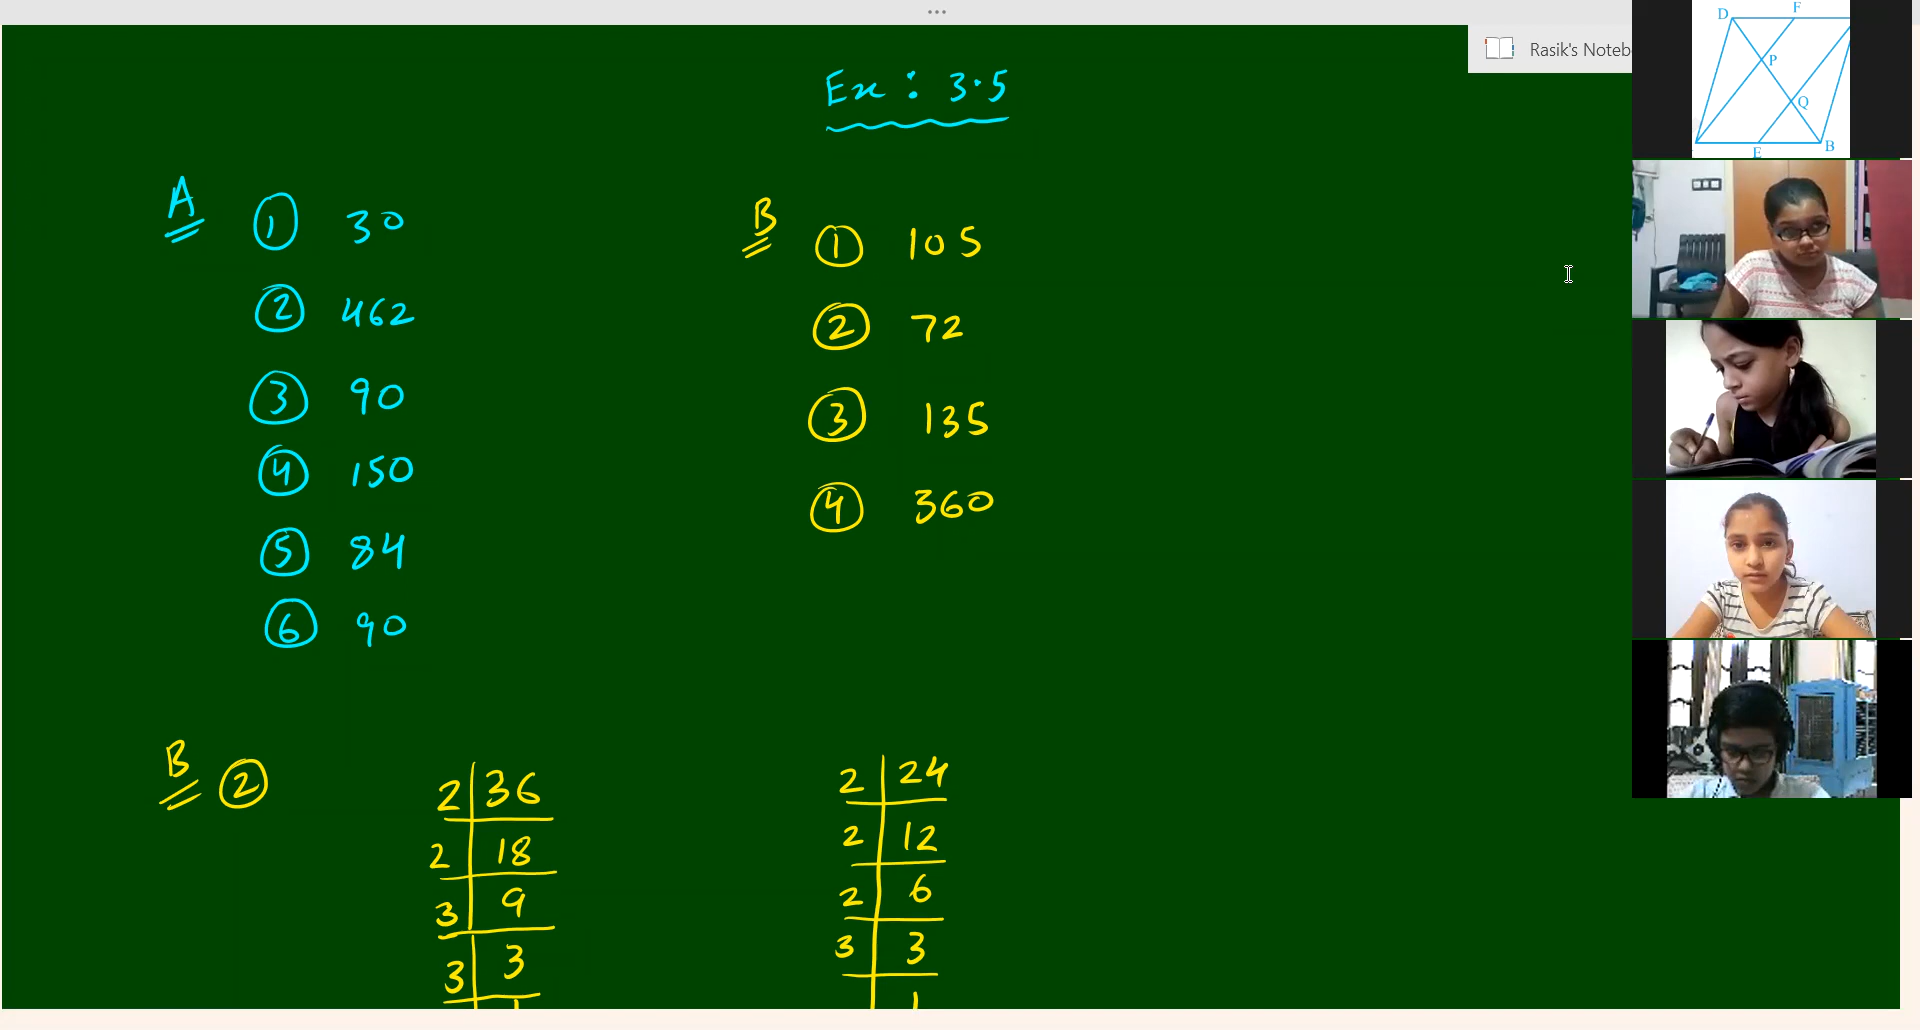 ...
Rasik's Noteb
Ex : 3.5
A
① 30
② 462
③ 90
④ 150
⑤ 84
⑥ 90
B
① 105
② 72
③ 135
④ 360
B ②
2 | 36
2 | 18
3 | 9
3 | 3
1
2 | 24
2 | 12
2 | 6
3 | 3
1
D F
P
Q
E B